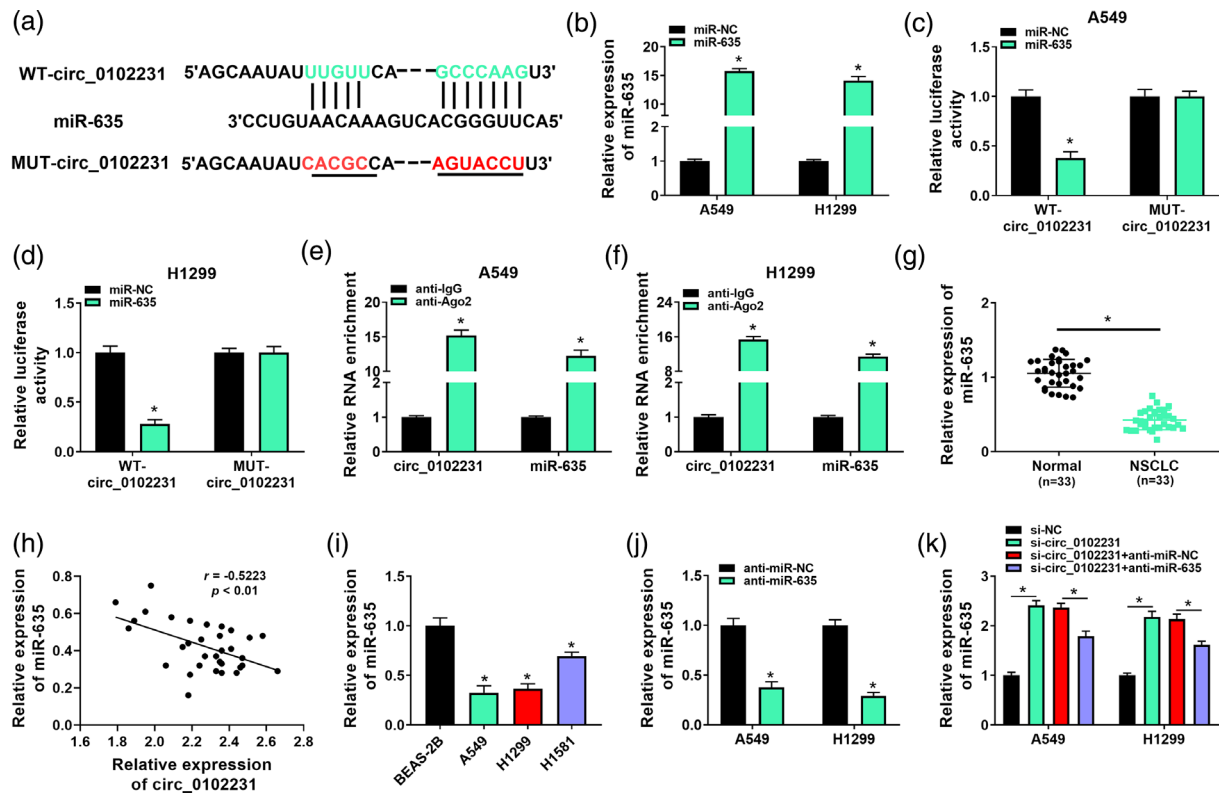 (a)
WT-circ_0102231 5'AGCAAUAUUUGUUCA---GCCCAAGU3'
miR-635 3'CCUGUAACAAAGUCACGGGUUCA5'
MUT-circ_0102231 5'AGCAAUAUCACGCCA---AGUACCUU3'
(b)
miR-NC
miR-635
Relative expression
of miR-635
20
15
10
2
1
0
A549 H1299
* *
(c)
A549
miR-NC
miR-635
Relative luciferase
activity
1.5
1.0
0.5
0.0
*
WT- MUT-
circ_0102231 circ_0102231
(d)
H1299
miR-NC
miR-635
Relative luciferase
activity
1.5
1.0
0.5
0.0
*
WT- MUT-
circ_0102231 circ_0102231
(e)
A549
anti-IgG
anti-Ago2
Relative RNA enrichment
25
20
15
10
2
1
0
* *
circ_0102231 miR-635
(f)
H1299
anti-IgG
anti-Ago2
Relative RNA enrichment
24
16
8
2
1
0
* *
circ_0102231 miR-635
(g)
Relative expression of
miR-635
2
1
0
*
Normal NSCLC
(n=33) (n=33)
(h)
Relative expression
of miR-635
0.8
0.6
0.4
0.2
0.0
r = -0.5223
p < 0.01
1.6 1.8 2.0 2.2 2.4 2.6 2.8
Relative expression
of circ_0102231
(i)
Relative expression
of miR-635
1.5
1.0
0.5
0.0
* * *
BEAS-2B A549 H1299 H1581
(j)
anti-miR-NC
anti-miR-635
Relative expression
of miR-635
1.5
1.0
0.5
0.0
* *
A549 H1299
(k)
si-NC
si-circ_0102231
si-circ_0102231+anti-miR-NC
si-circ_0102231+anti-miR-635
Relative expression
of miR-635
3
2
1
0
* * * *
A549 H1299